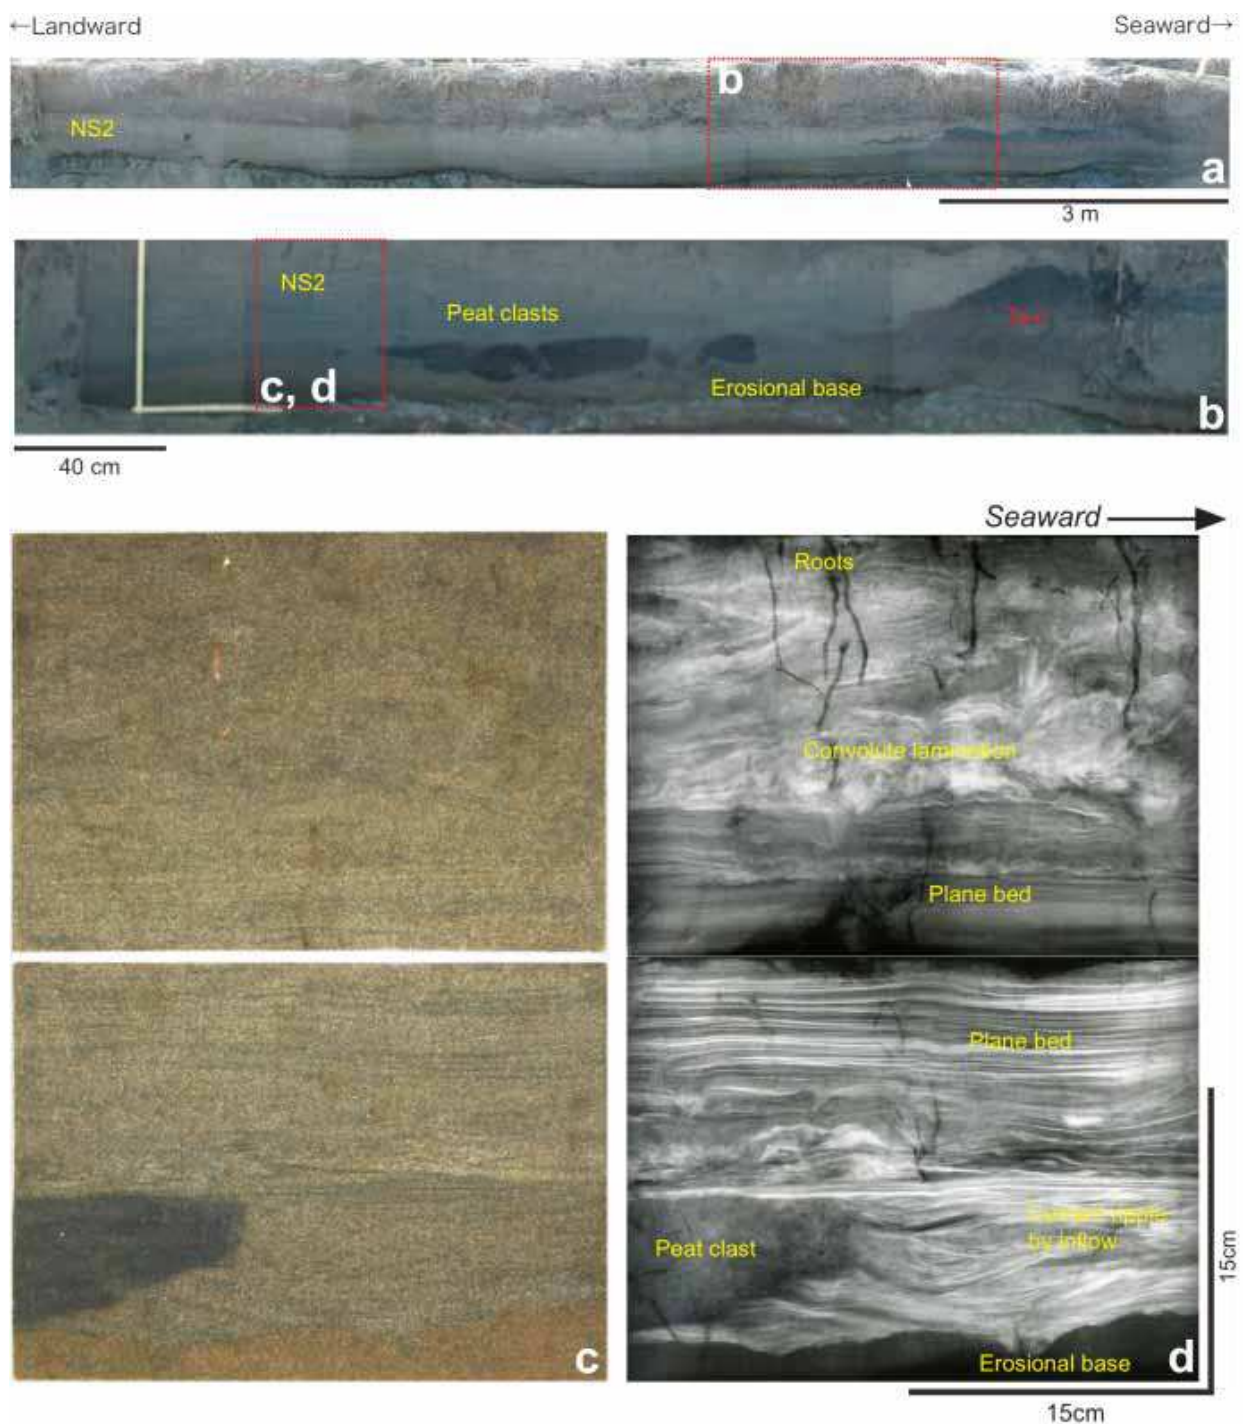 ←Landward
Seaward→
b
NS2
a
3 m
NS2
Peat clasts
c, d
Erosional base
b
40 cm
Seaward
Roots
Convolute lamination
Plane bed
Plane bed
by inflow
Peat clast
15cm
c
Erosional base
d
15cm